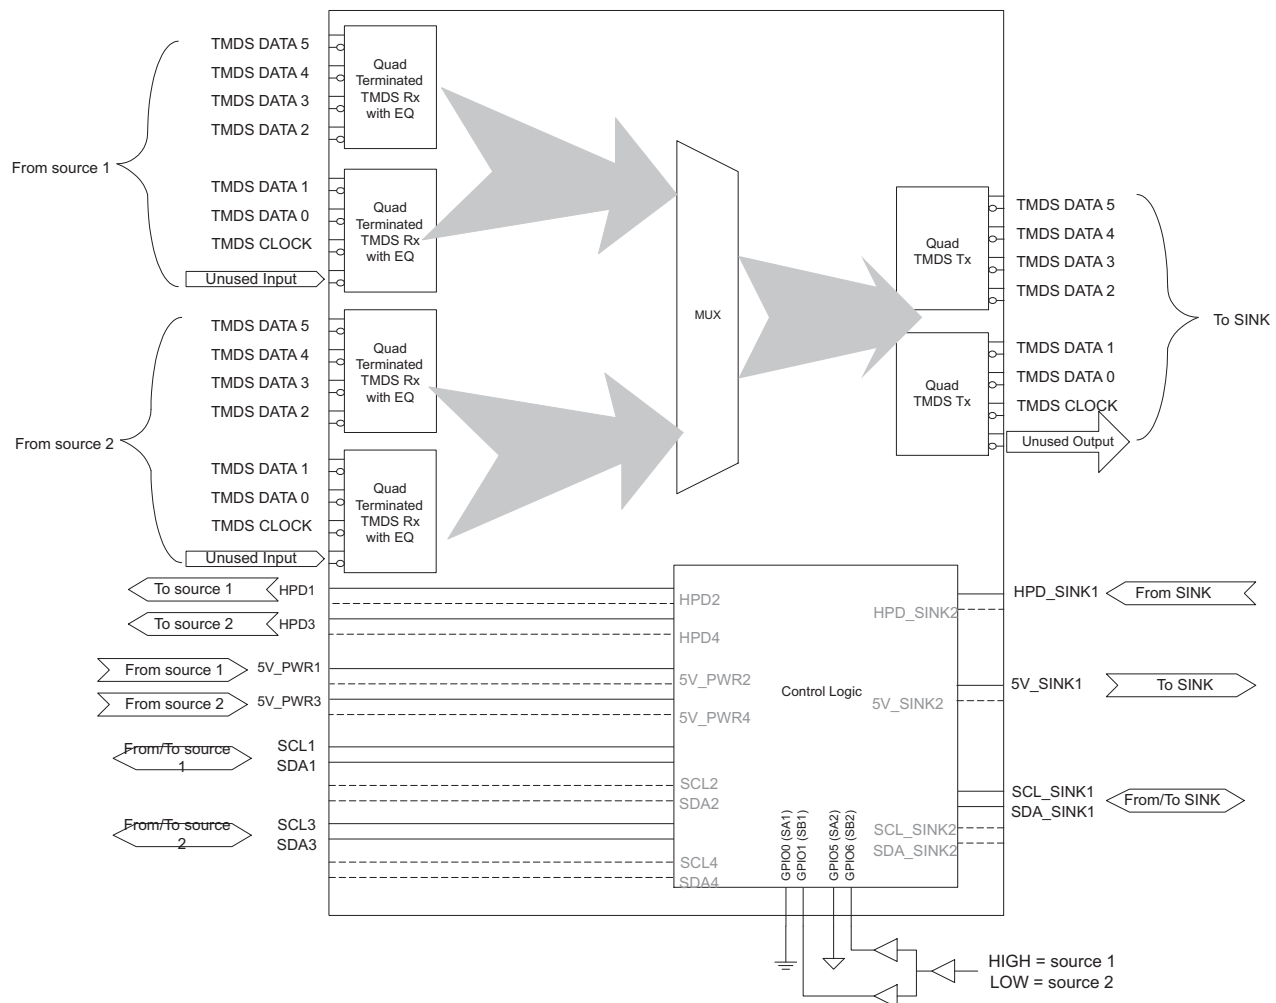 TMDS DATA 5
TMDS DATA 4
TMDS DATA 3
TMDS DATA 2
From source 1
TMDS DATA 1
TMDS DATA 0
TMDS CLOCK
Unused Input
Quad
Terminated
TMDS Rx
with EQ
Quad
Terminated
TMDS Rx
with EQ
TMDS DATA 5
TMDS DATA 4
TMDS DATA 3
TMDS DATA 2
From source 2
TMDS DATA 1
TMDS DATA 0
TMDS CLOCK
Unused Input
Quad
Terminated
TMDS Rx
with EQ
Quad
Terminated
TMDS Rx
with EQ
MUX
Quad
TMDS Tx
Quad
TMDS Tx
TMDS DATA 5
TMDS DATA 4
TMDS DATA 3
TMDS DATA 2
To SINK
TMDS DATA 1
TMDS DATA 0
TMDS CLOCK
Unused Output
To source 1
HPD1
To source 2
HPD3
From source 1
5V_PWR1
From source 2
5V_PWR3
From/To source
1
SCL1
SDA1
From/To source
2
SCL3
SDA3
HPD2
HPD4
5V_PWR2
5V_PWR4
SCL2
SDA2
SCL4
SDA4
Control Logic
HPD_SINK2
5V_SINK2
SCL_SINK2
SDA_SINK2
GPIO0 (SA1)
GPIO1 (SB1)
GPIO5 (SA2)
GPIO6 (SB2)
HPD_SINK1
From SINK
5V_SINK1
To SINK
SCL_SINK1
SDA_SINK1
From/To SINK
HIGH = source 1
LOW = source 2